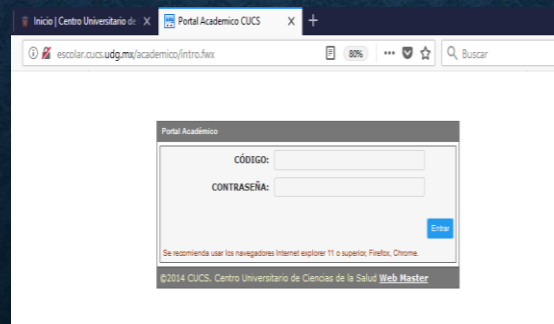 Inicio | Centro Universitario de
Portal Academico CUCS
escolar.cucs.udg.mx/academico/intro.fwx
80%
Buscar
Portal Académico
CÓDIGO:
CONTRASEÑA:
Entrar
Se recomienda usar los navegadores Internet explorer 11 o superior, Firefox, Chrome.
©2014 CUCS. Centro Universitario de Ciencias de la Salud Web Master